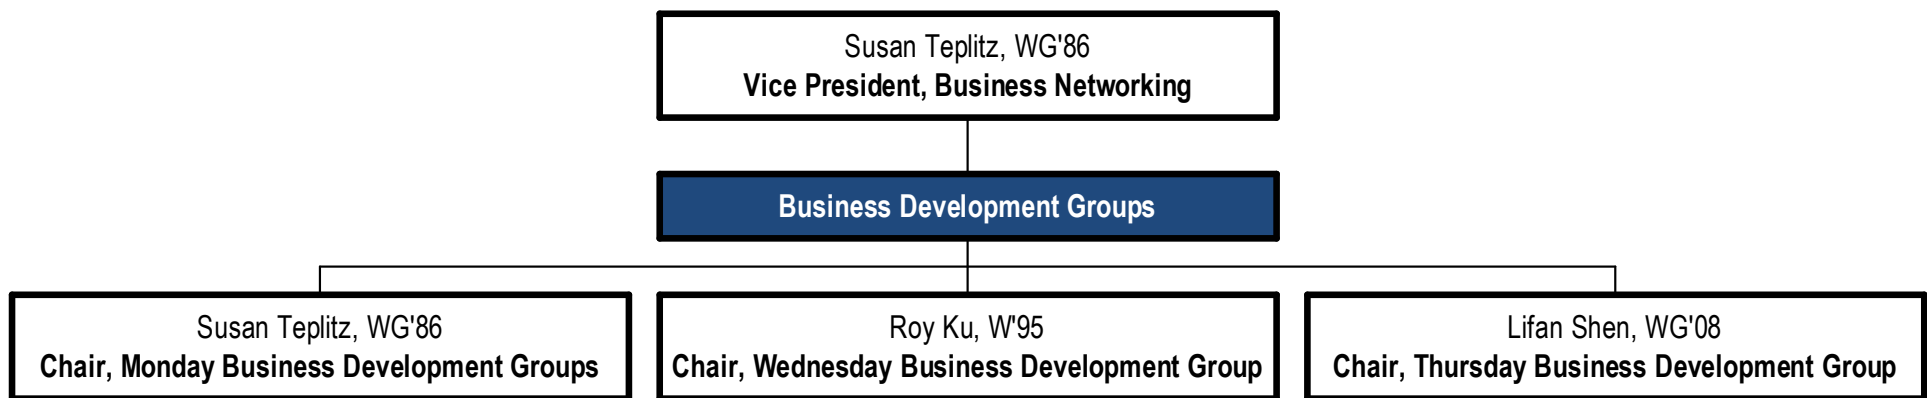 Susan Teplitz, WG'86
Vice President, Business Networking
Business Development Groups
Susan Teplitz, WG'86
Chair, Monday Business Development Groups
Roy Ku, W'95
Chair, Wednesday Business Development Group
Lifan Shen, WG'08
Chair, Thursday Business Development Group